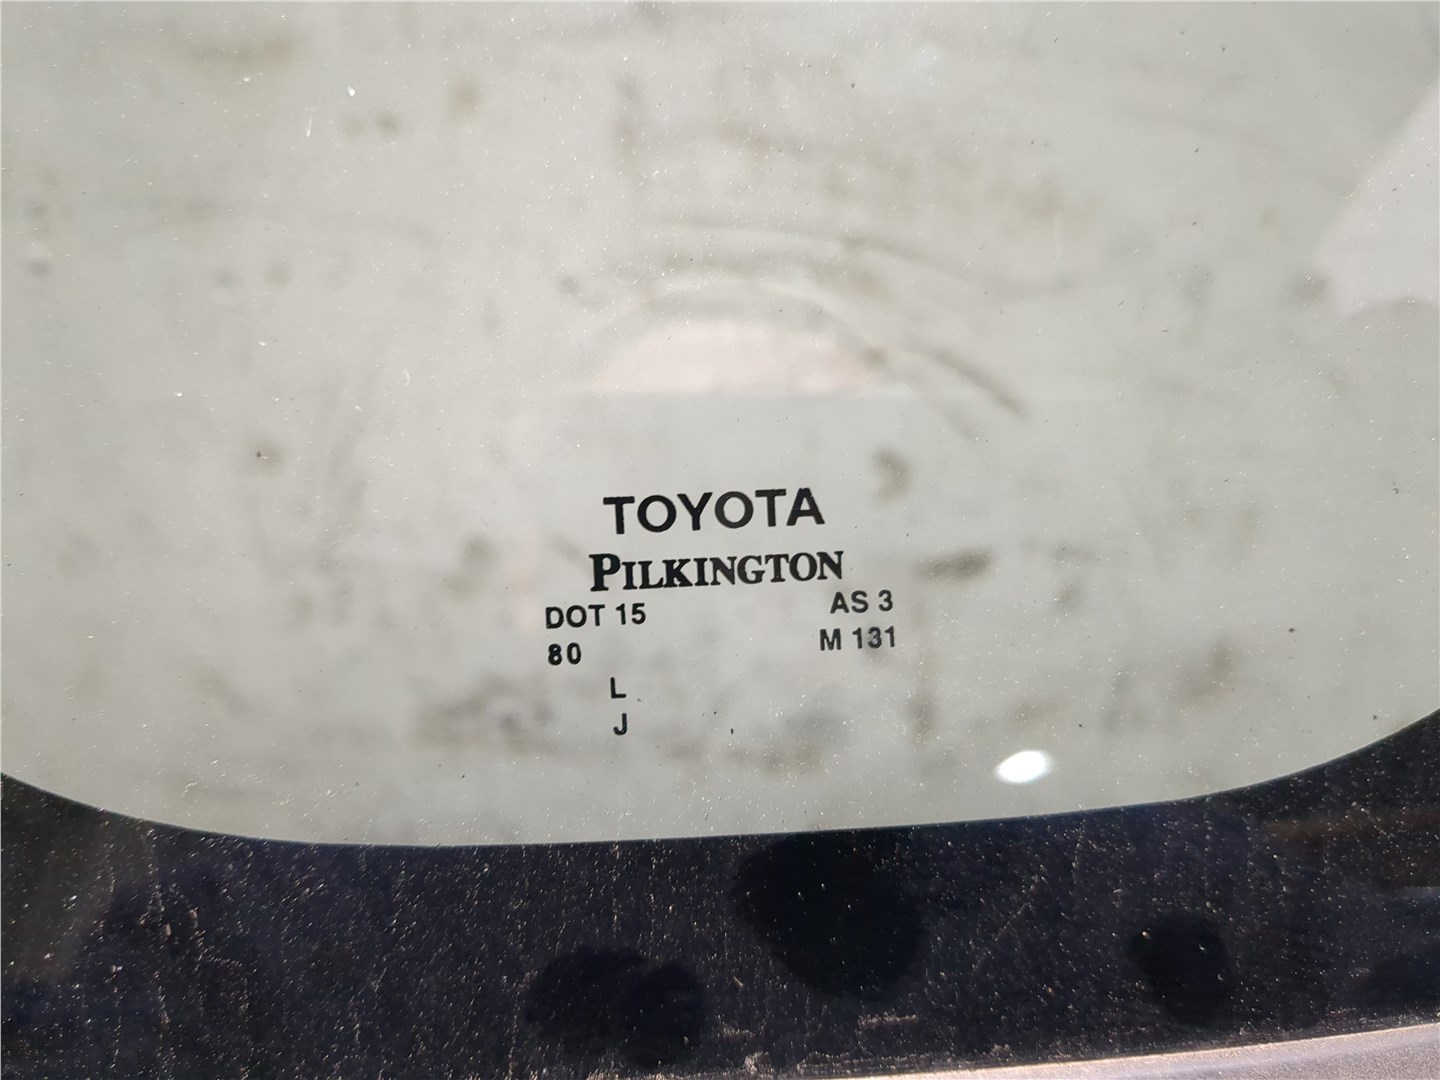 TOYOTA
PILKINGTON
DOT 15 AS 3
80 M 131
L
J